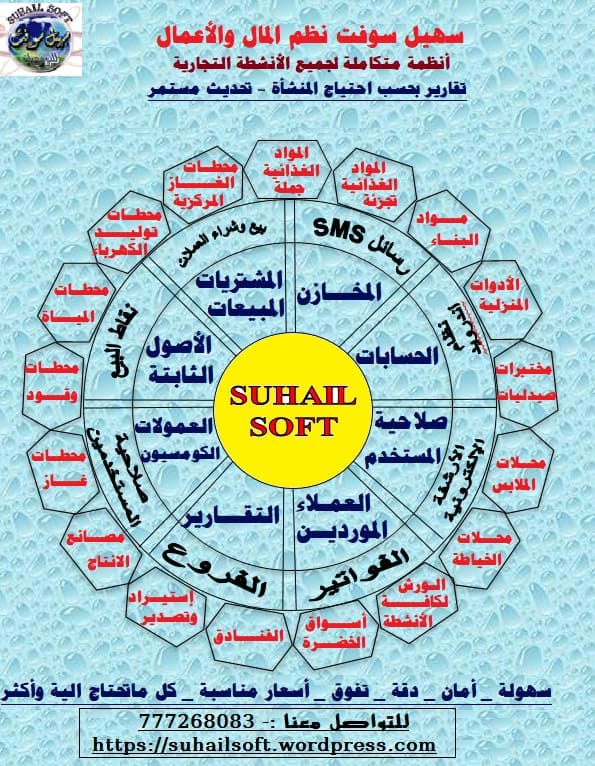 SUHAIL SOFT
سهيل سوفت
سهيل سوفت نظم المال والأعمال
أنظمة متكاملة لجميع الأنشطة التجارية
تقارير بحسب احتياج المنشأة - تحديث مستمر
المواد
الغذائية
جملة
المواد
الغذائية
تجزئة
مـواد
البناء
الأدوات
المنزلية
مختبرات
صيدليات
محلات
الملابس
محلات
الخياطة
الورش
لكافة
الأنشطة
أسواق
الخضرة
الفنادق
إستيراد
وتصدير
مصانع
الانتاج
محطات
غاز
محطات
وقود
محطات
المياة
محطات
توليد
الكهرباء
محطات
الغاز
المركزية
رسائل SMS
نظام
الأرشفة
الإلكترونية
الفواتير
الفروع
صلاحية
المستخدمين
نقاط البيع
بيع وشراء العملات
المخازن
الحسابات
صلاحية
المستخدم
العملاء
الموردين
التقارير
العمولات
الكومسيون
الأصول
الثابتة
المشتريات
المبيعات
SUHAIL
SOFT
سهولة _ أمان _ دقة _ تفوق _ أسعار مناسبة _ كل ماتحتاج الية وأكثر
للتواصل معنا :- 777268083
https://suhailsoft.wordpress.com